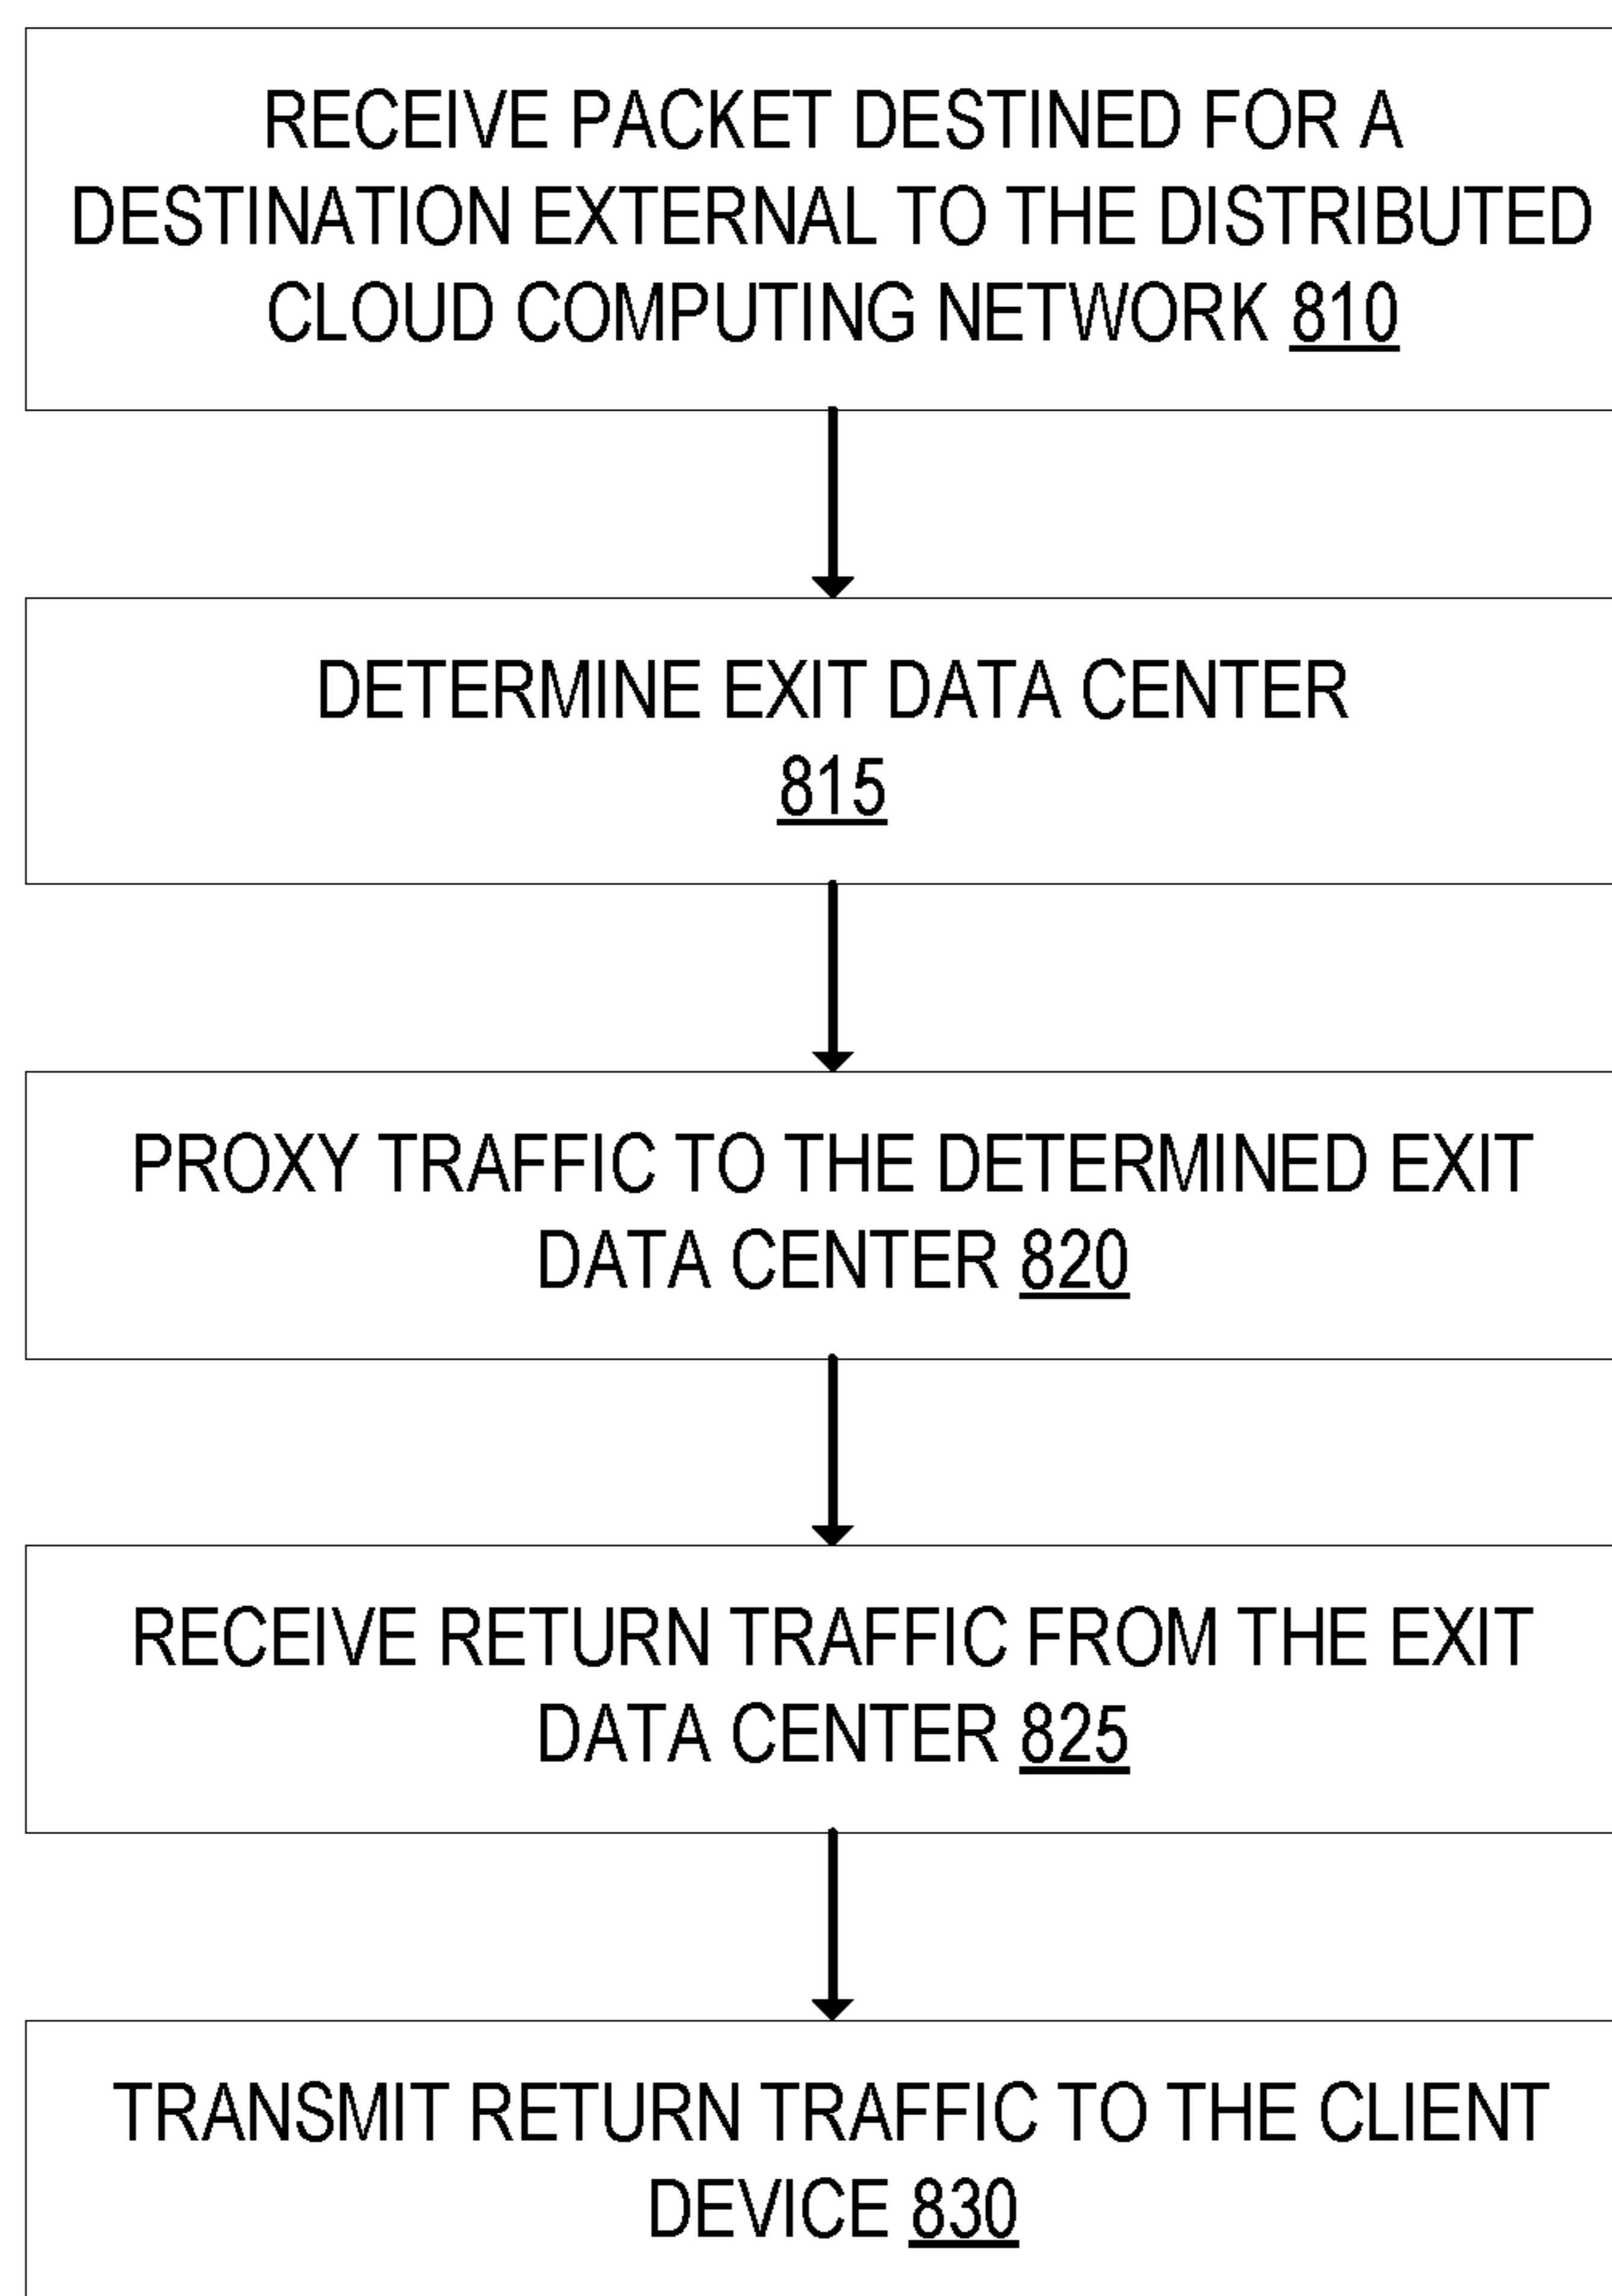 RECEIVE PACKET DESTINED FOR A
DESTINATION EXTERNAL TO THE DISTRIBUTED
CLOUD COMPUTING NETWORK 810
DETERMINE EXIT DATA CENTER
815
PROXY TRAFFIC TO THE DETERMINED EXIT
DATA CENTER 820
RECEIVE RETURN TRAFFIC FROM THE EXIT
DATA CENTER 825
TRANSMIT RETURN TRAFFIC TO THE CLIENT
DEVICE 830